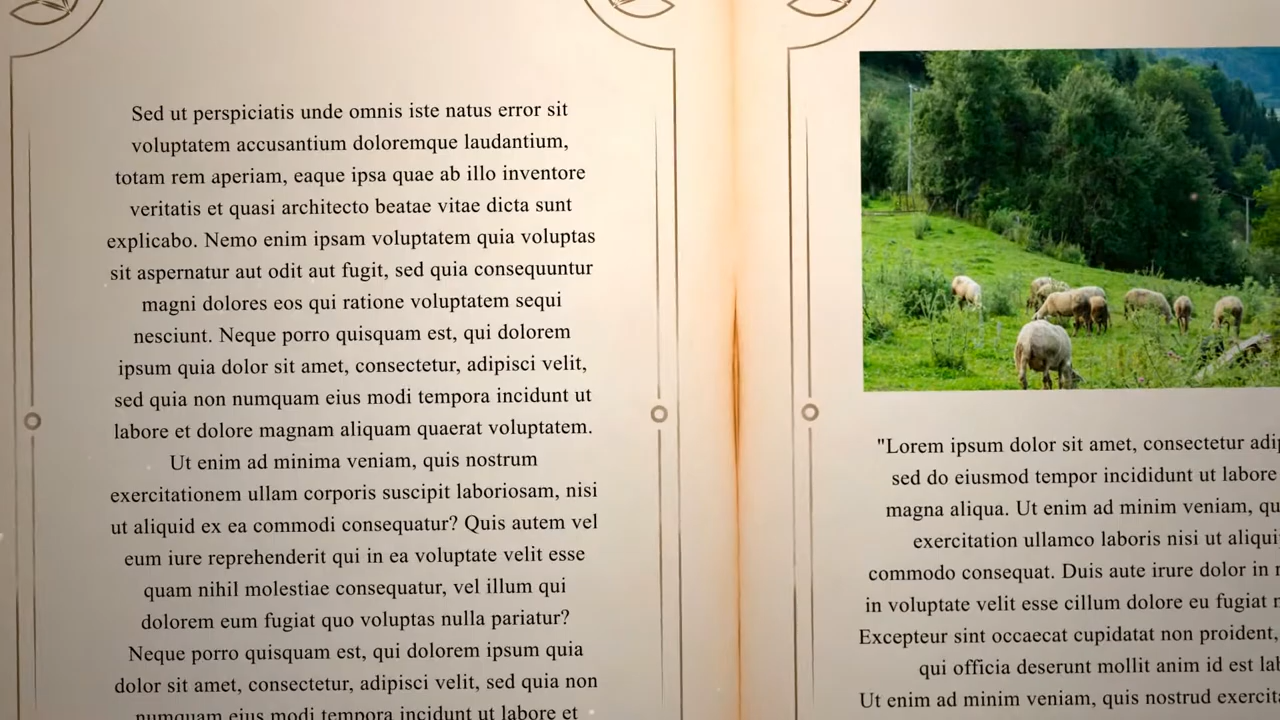 Sed ut perspiciatis unde omnis iste natus error sit
voluptatem accusantium doloremque laudantium,
totam rem aperiam, eaque ipsa quae ab illo inventore
veritatis et quasi architecto beatae vitae dicta sunt
explicabo. Nemo enim ipsam voluptatem quia voluptas
sit aspernatur aut odit aut fugit, sed quia consequuntur
magni dolores eos qui ratione voluptatem sequi
nesciunt. Neque porro quisquam est, qui dolorem
ipsum quia dolor sit amet, consectetur, adipisci velit,
sed quia non numquam eius modi tempora incidunt ut
labore et dolore magnam aliquam quaerat voluptatem.
Ut enim ad minima veniam, quis nostrum
exercitationem ullam corporis suscipit laboriosam, nisi
ut aliquid ex ea commodi consequatur? Quis autem vel
eum iure reprehenderit qui in ea voluptate velit esse
quam nihil molestiae consequatur, vel illum qui
dolorem eum fugiat quo voluptas nulla pariatur?
Neque porro quisquam est, qui dolorem ipsum quia
dolor sit amet, consectetur, adipisci velit, sed quia non
numquam eius modi tempora incidunt ut labore et
"Lorem ipsum dolor sit amet, consectetur
sed do eiusmod tempor incididunt ut labore
magna aliqua. Ut enim ad minim veniam,
exercitation ullamco laboris nisi ut
commodo consequat. Duis aute irure dolor in
in voluptate velit esse cillum dolore eu fugiat
Excepteur sint occaecat cupidatat non proident,
qui officia deserunt mollit anim id est
Ut enim ad minim veniam, quis nostrud